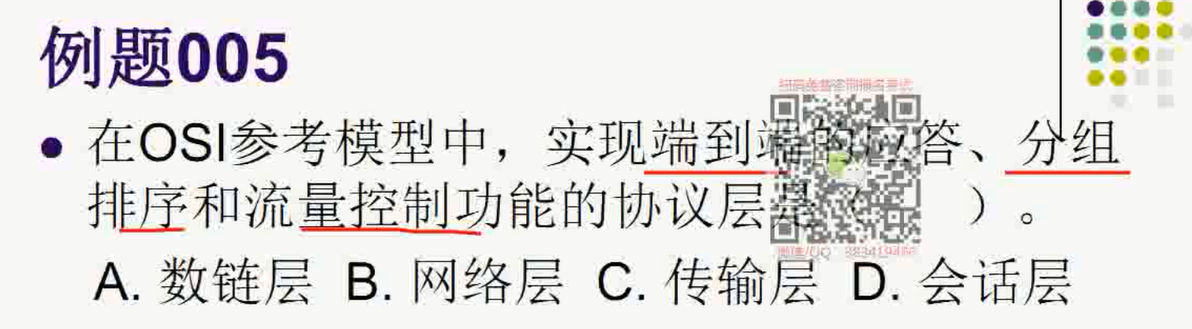 例题005
在OSI参考模型中，实现端到端的应答、分组
排序和流量控制功能的协议层是（ ）。
A. 数链层 B. 网络层 C. 传输层 D. 会话层